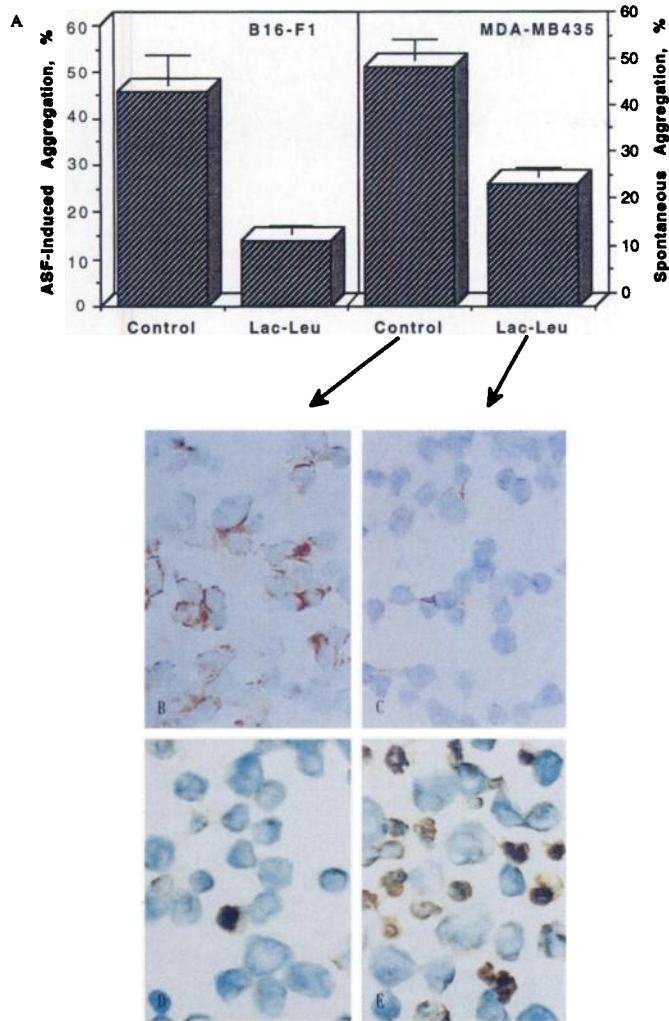 A
B16-F1
MDA-MB435
ASF-Induced Aggregation, %
60
50
40
30
20
10
0
60
50
40
30
20
10
0
Spontaneous Aggregation, %
Control
Lac-Leu
Control
Lac-Leu
B
C
D
E